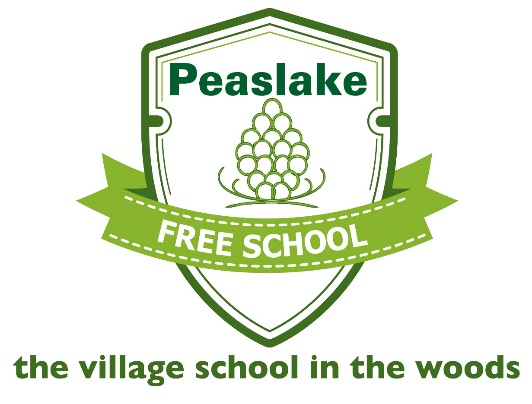 Peaslake
FREE SCHOOL
the village school in the woods